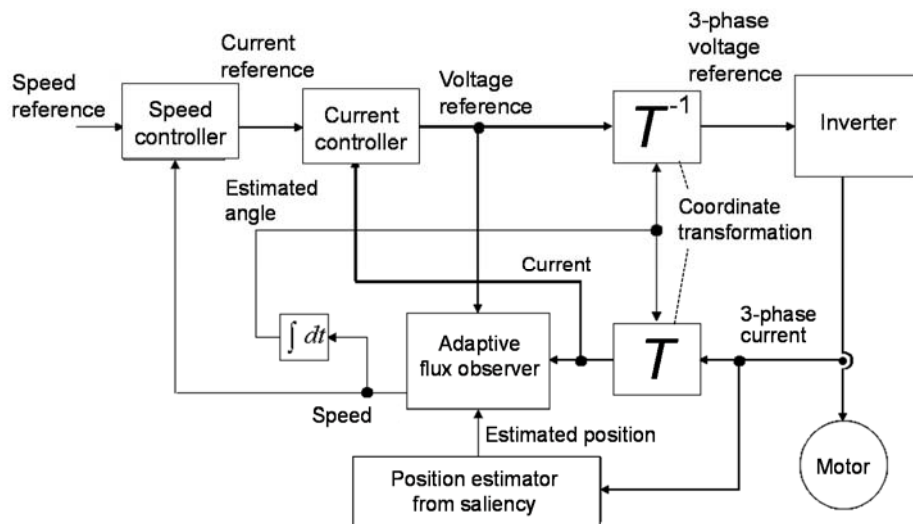 3-phase
voltage
reference
Current
reference
Voltage
reference
Speed
reference
Speed
controller
Current
controller
T-1
Inverter
Estimated
angle
Coordinate
transformation
Current
3-phase
current
∫ dt
Adaptive
flux observer
T
Speed
Estimated position
Position estimator
from saliency
Motor